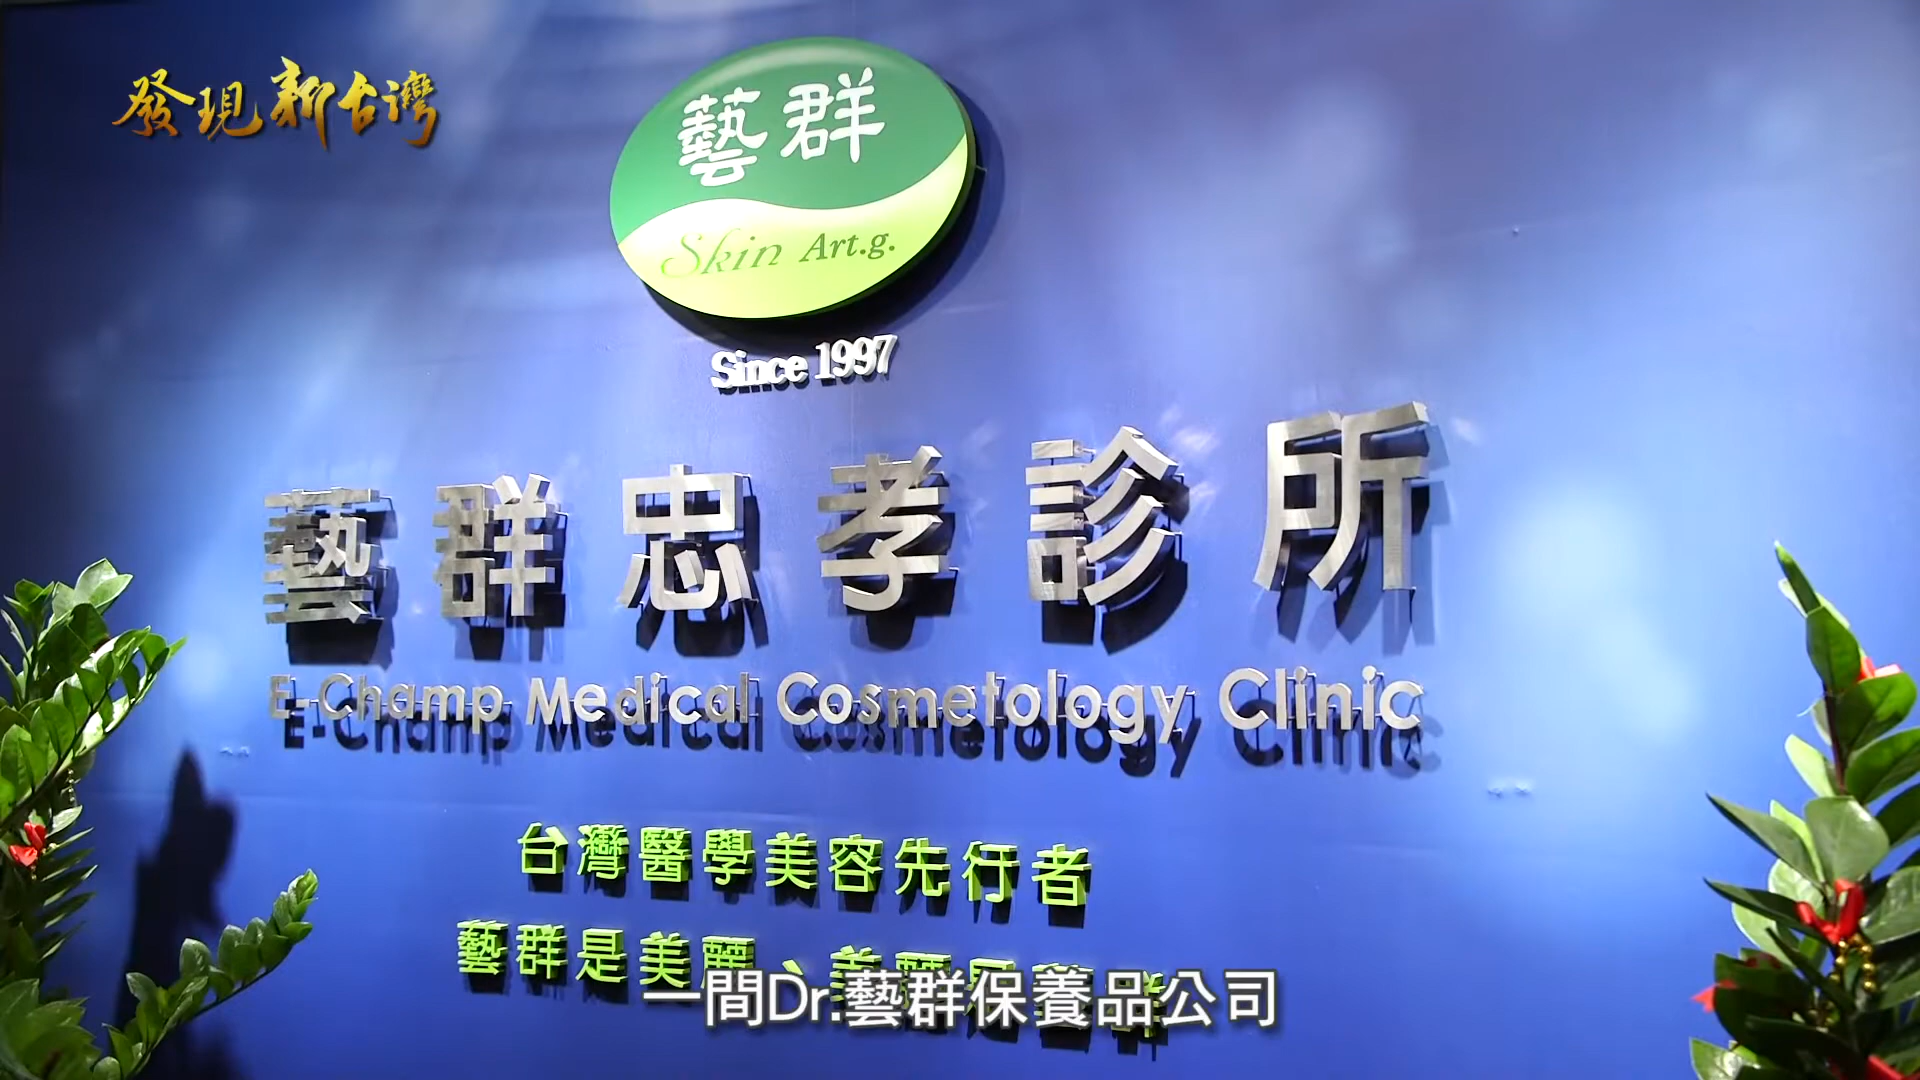 發現新台灣
藝群
Skin Art.g.
Since 1997
藝群忠孝診所
E-Champ Medical Cosmetology Clinic
台灣醫學美容先行者
藝群是美麗、美麗
一間Dr.藝群保養品公司